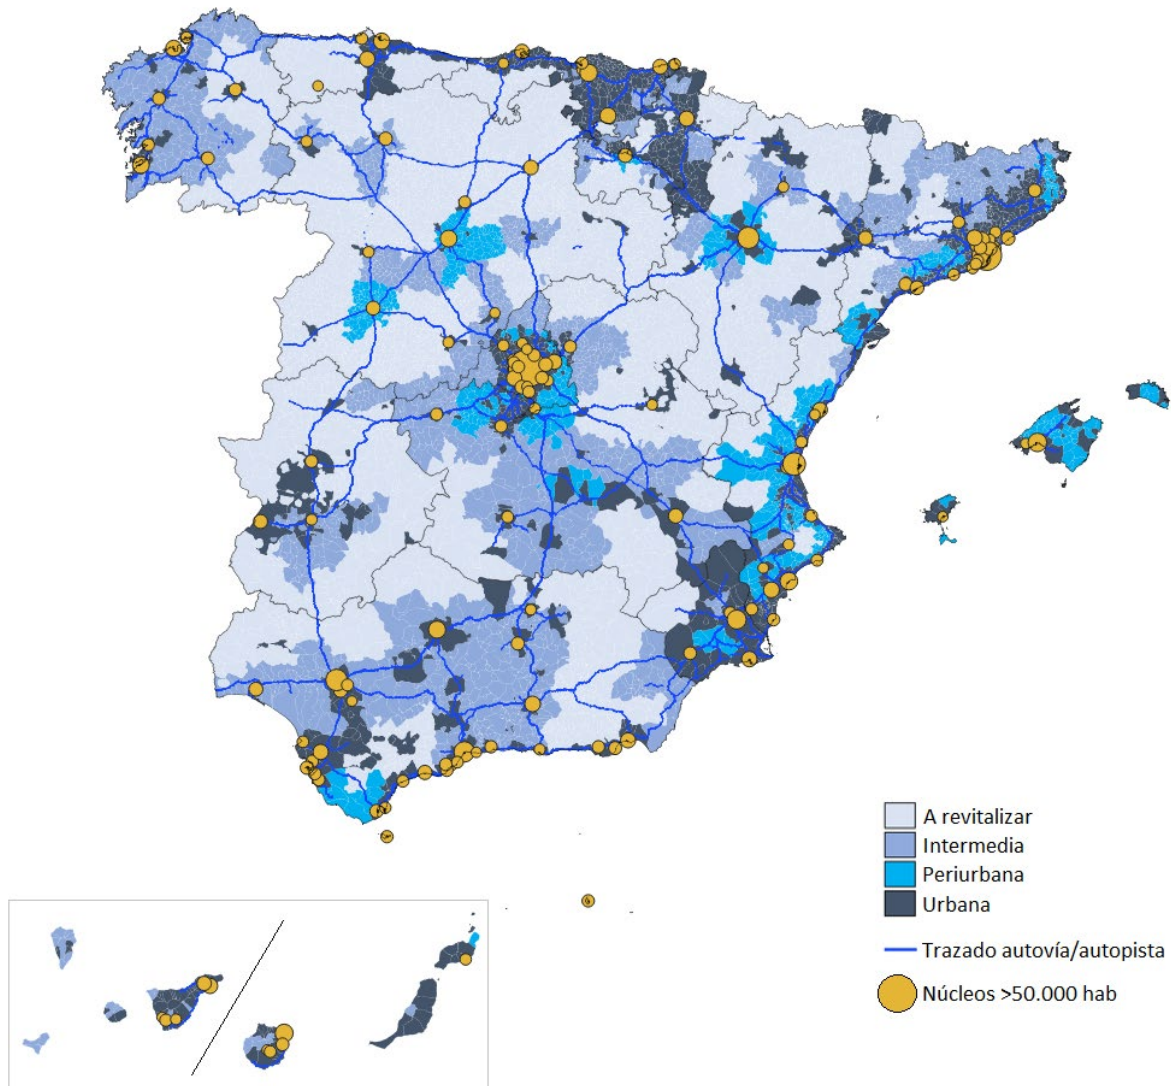 A revitalizar
Intermedia
Periurbana
Urbana
Trazado autovía/autopista
Núcleos >50.000 hab